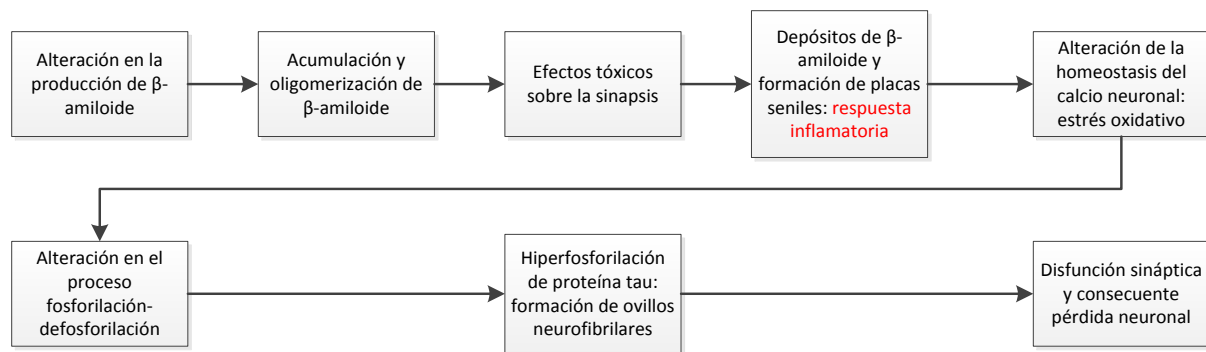 Alteración en la
producción de β-
amiloide
Acumulación y
oligomerización de
β-amiloide
Efectos tóxicos
sobre la sinapsis
Depósitos de β-
amiloide y
formación de placas
seniles: respuesta
inflamatoria
Alteración de la
homeostasis del
calcio neuronal:
estrés oxidativo
Alteración en el
proceso
fosforilación-
defosforilación
Hiperfosforilación
de proteína tau:
formación de ovillos
neurofibrilares
Disfunción sináptica
y consecuente
pérdida neuronal